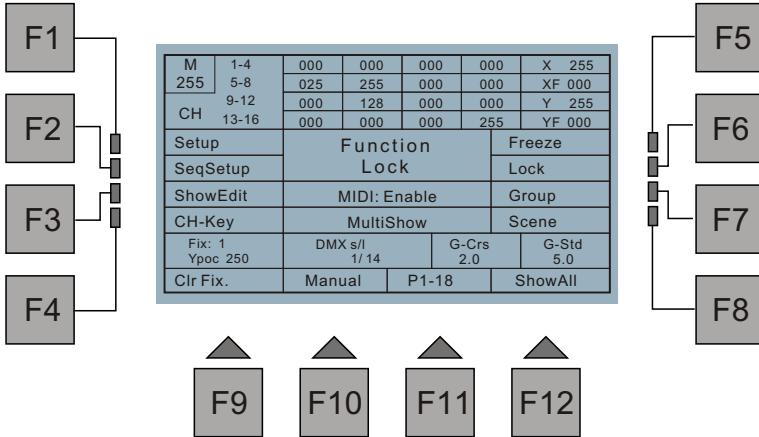 F1
F2
F3
F4
M 1-4 000 000 000 000 X 255
255 5-8 025 255 000 000 XF 000
CH 9-12 000 128 000 000 Y 255
13-16 000 000 000 255 YF 000
Setup Function Freeze
SeqSetup Lock Lock
ShowEdit MIDI: Enable Group
CH-Key MultiShow Scene
Fix: 1 DMX s/l G-Crs G-Std
Ypoc 250 1/ 14 2.0 5.0
Clr Fix. Manual P1-18 ShowAll
F5
F6
F7
F8
F9 F10 F11 F12